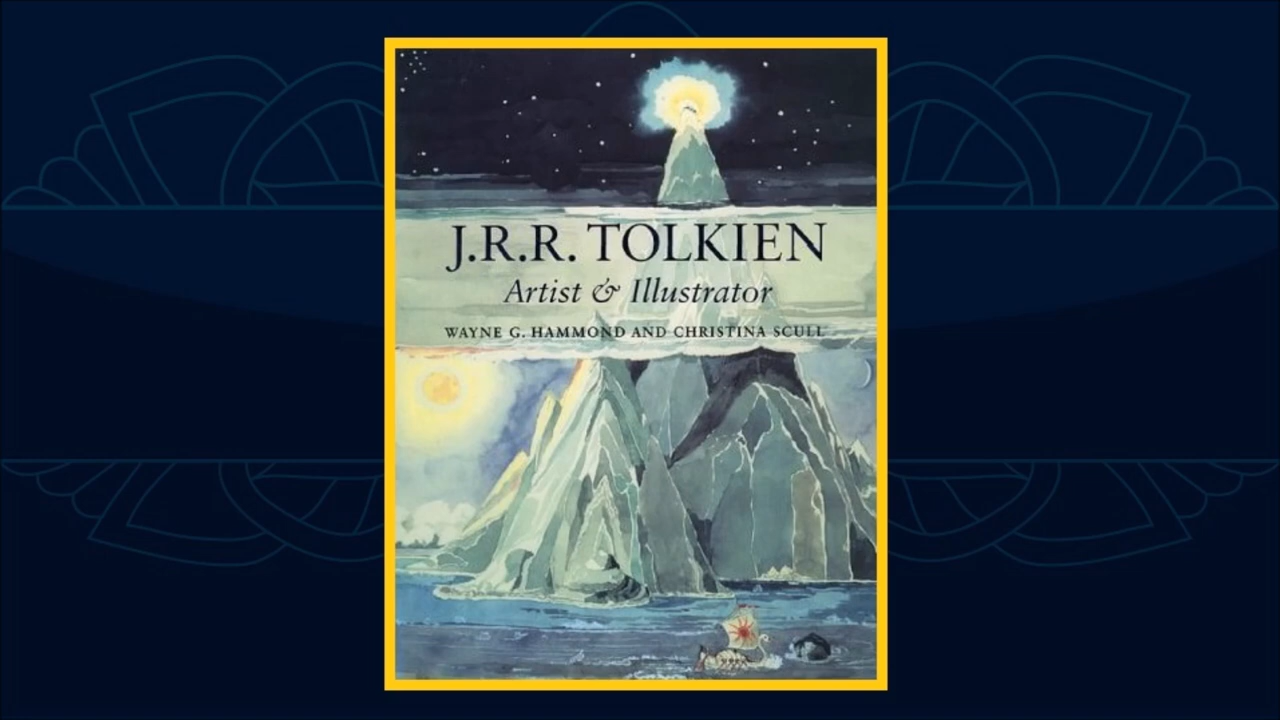 J.R.R. TOLKIEN
Artist & Illustrator
WAYNE G. HAMMOND AND CHRISTINA SCULL